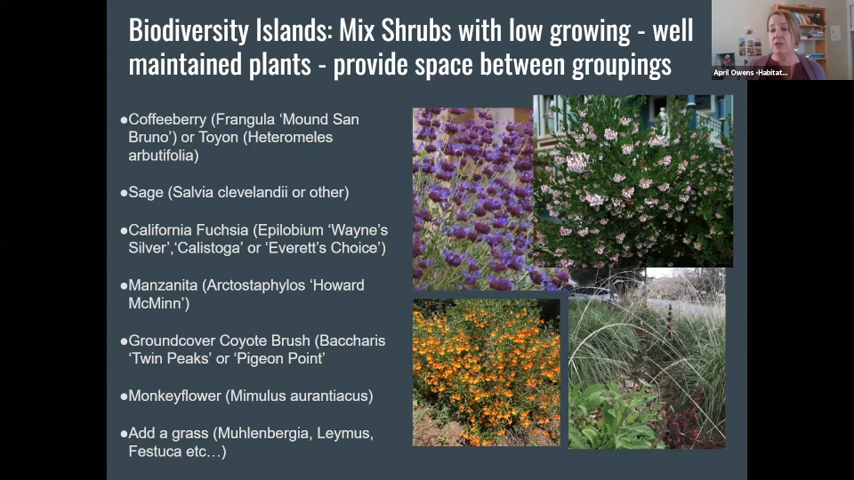 Biodiversity Islands: Mix Shrubs with low growing - well
maintained plants - provide space between groupings
April Owens -Habitat...
●Coffeeberry (Frangula ‘Mound San
Bruno’) or Toyon (Heteromeles
arbutifolia)
●Sage (Salvia clevelandii or other)
●California Fuchsia (Epilobium ‘Wayne’s
Silver’,‘Calistoga’ or ‘Everett’s Choice’)
●Manzanita (Arctostaphylos ‘Howard
McMinn’)
●Groundcover Coyote Brush (Baccharis
‘Twin Peaks’ or ‘Pigeon Point’
●Monkeyflower (Mimulus aurantiacus)
●Add a grass (Muhlenbergia, Leymus,
Festuca etc…)